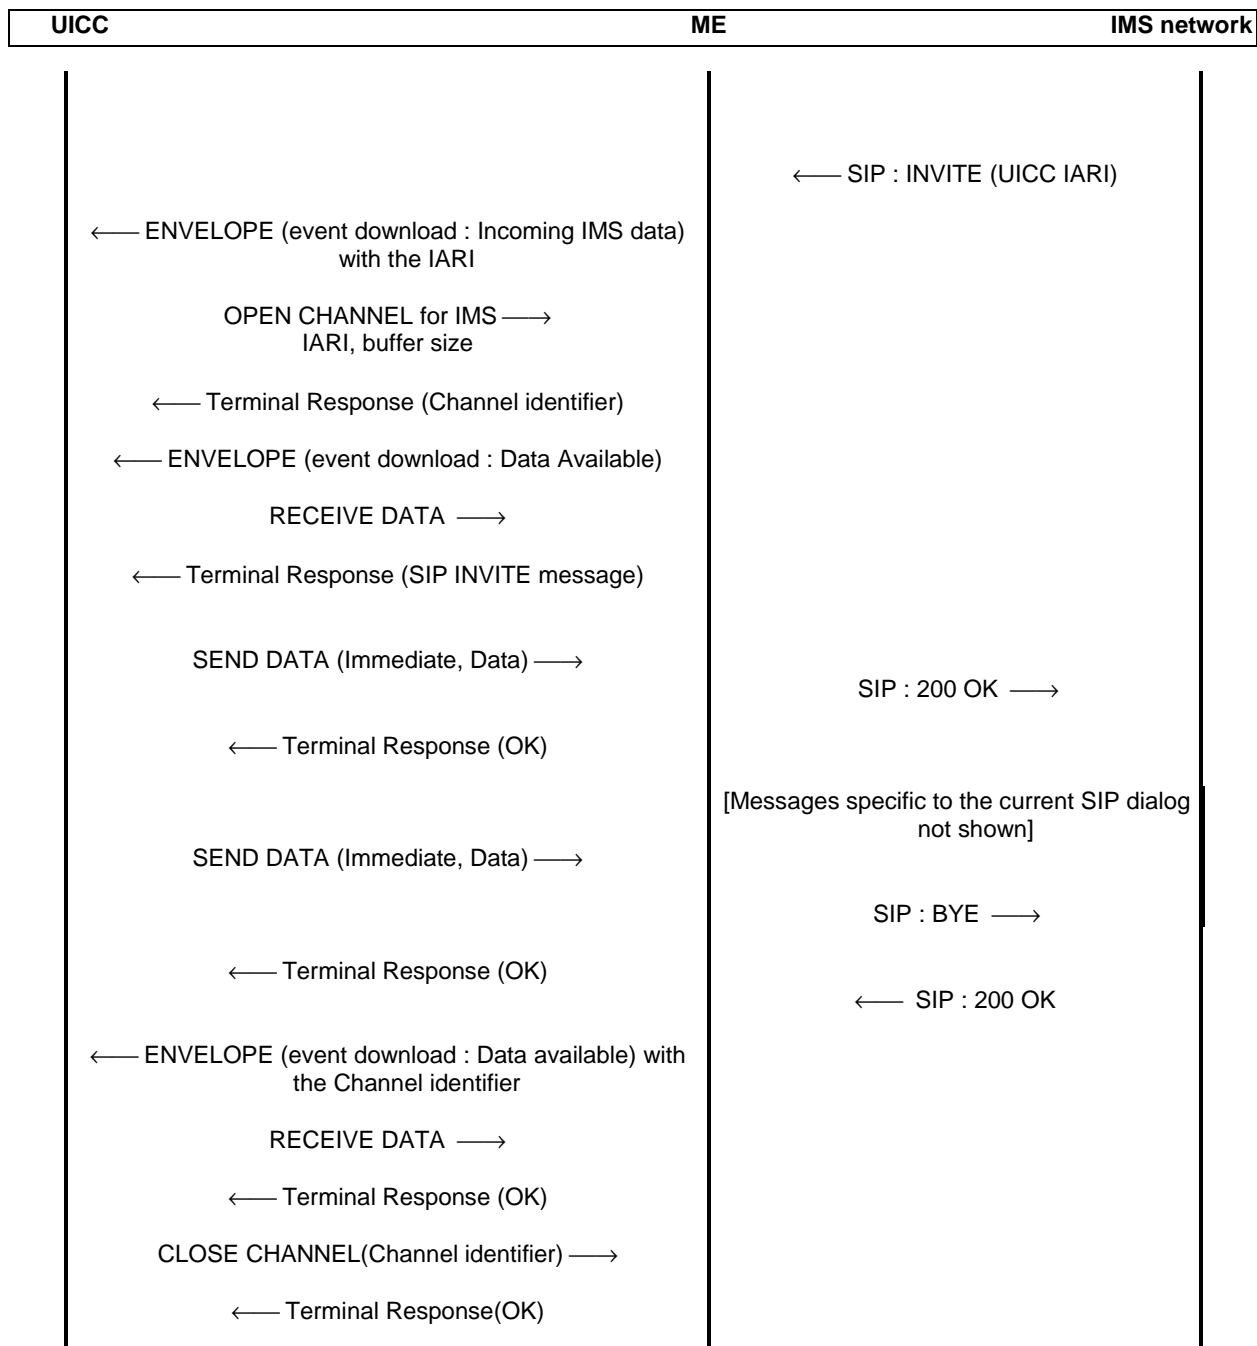 UICC ME IMS network
←── SIP : INVITE (UICC IARI)
←── ENVELOPE (event download : Incoming IMS data)
with the IARI
OPEN CHANNEL for IMS ──→
IARI, buffer size
←── Terminal Response (Channel identifier)
←── ENVELOPE (event download : Data Available)
RECEIVE DATA ──→
←── Terminal Response (SIP INVITE message)
SEND DATA (Immediate, Data) ──→
SIP : 200 OK ──→
←── Terminal Response (OK)
[Messages specific to the current SIP dialog
not shown]
SEND DATA (Immediate, Data) ──→
SIP : BYE ──→
←── Terminal Response (OK)
←── SIP : 200 OK
←── ENVELOPE (event download : Data available) with
the Channel identifier
RECEIVE DATA ──→
←── Terminal Response (OK)
CLOSE CHANNEL(Channel identifier) ──→
←── Terminal Response(OK)